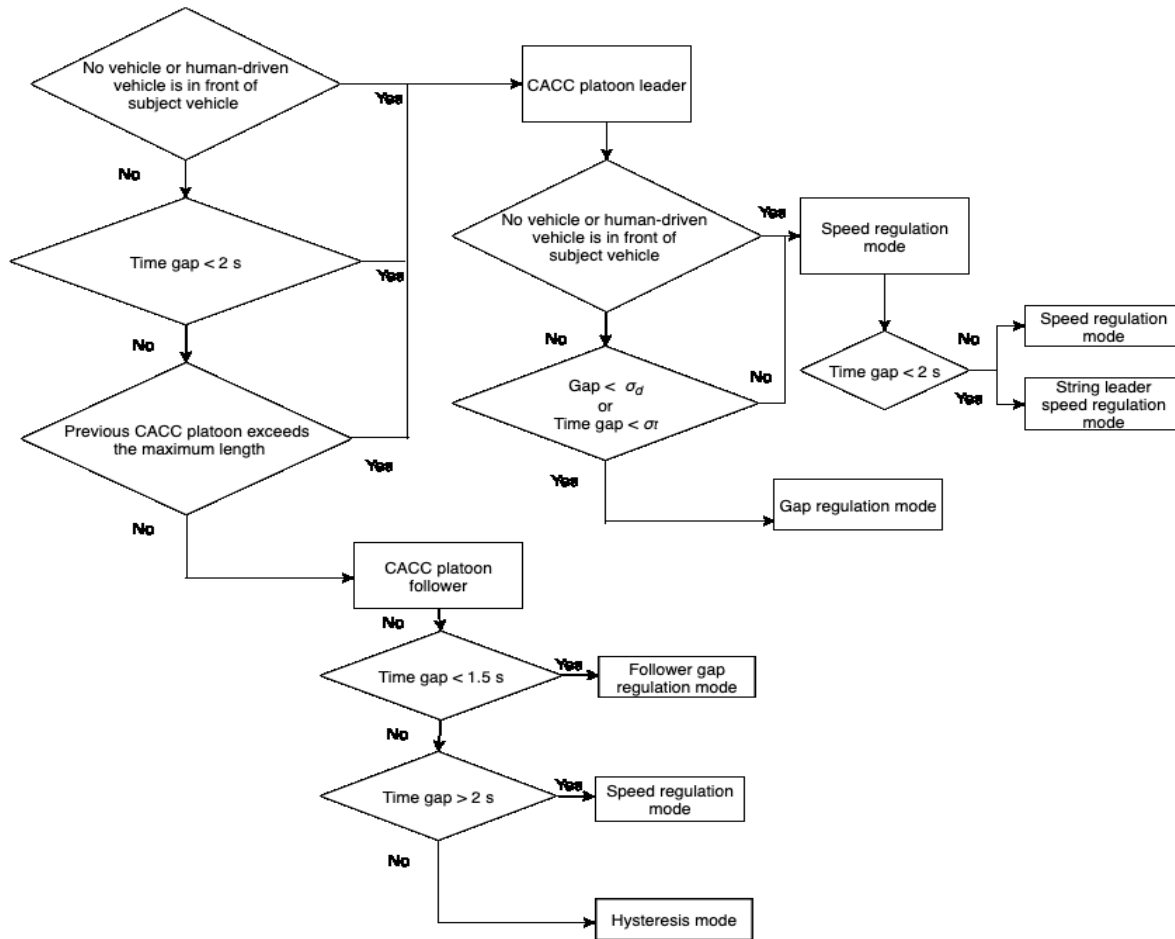 No vehicle or human-driven
vehicle is in front of
subject vehicle
Yes
No
Time gap < 2 s
Yes
No
Previous CACC platoon exceeds
the maximum length
Yes
No
CACC platoon leader
No vehicle or human-driven
vehicle is in front of
subject vehicle
Yes
No
Gap < σd
or
Time gap < σt
No
Yes
Speed regulation
mode
Time gap < 2 s
No
Yes
Speed regulation
mode
String leader
speed regulation
mode
Gap regulation mode
CACC platoon
follower
No
Time gap < 1.5 s
Yes
Follower gap
regulation mode
No
Time gap > 2 s
Yes
Speed regulation
mode
No
Hysteresis mode